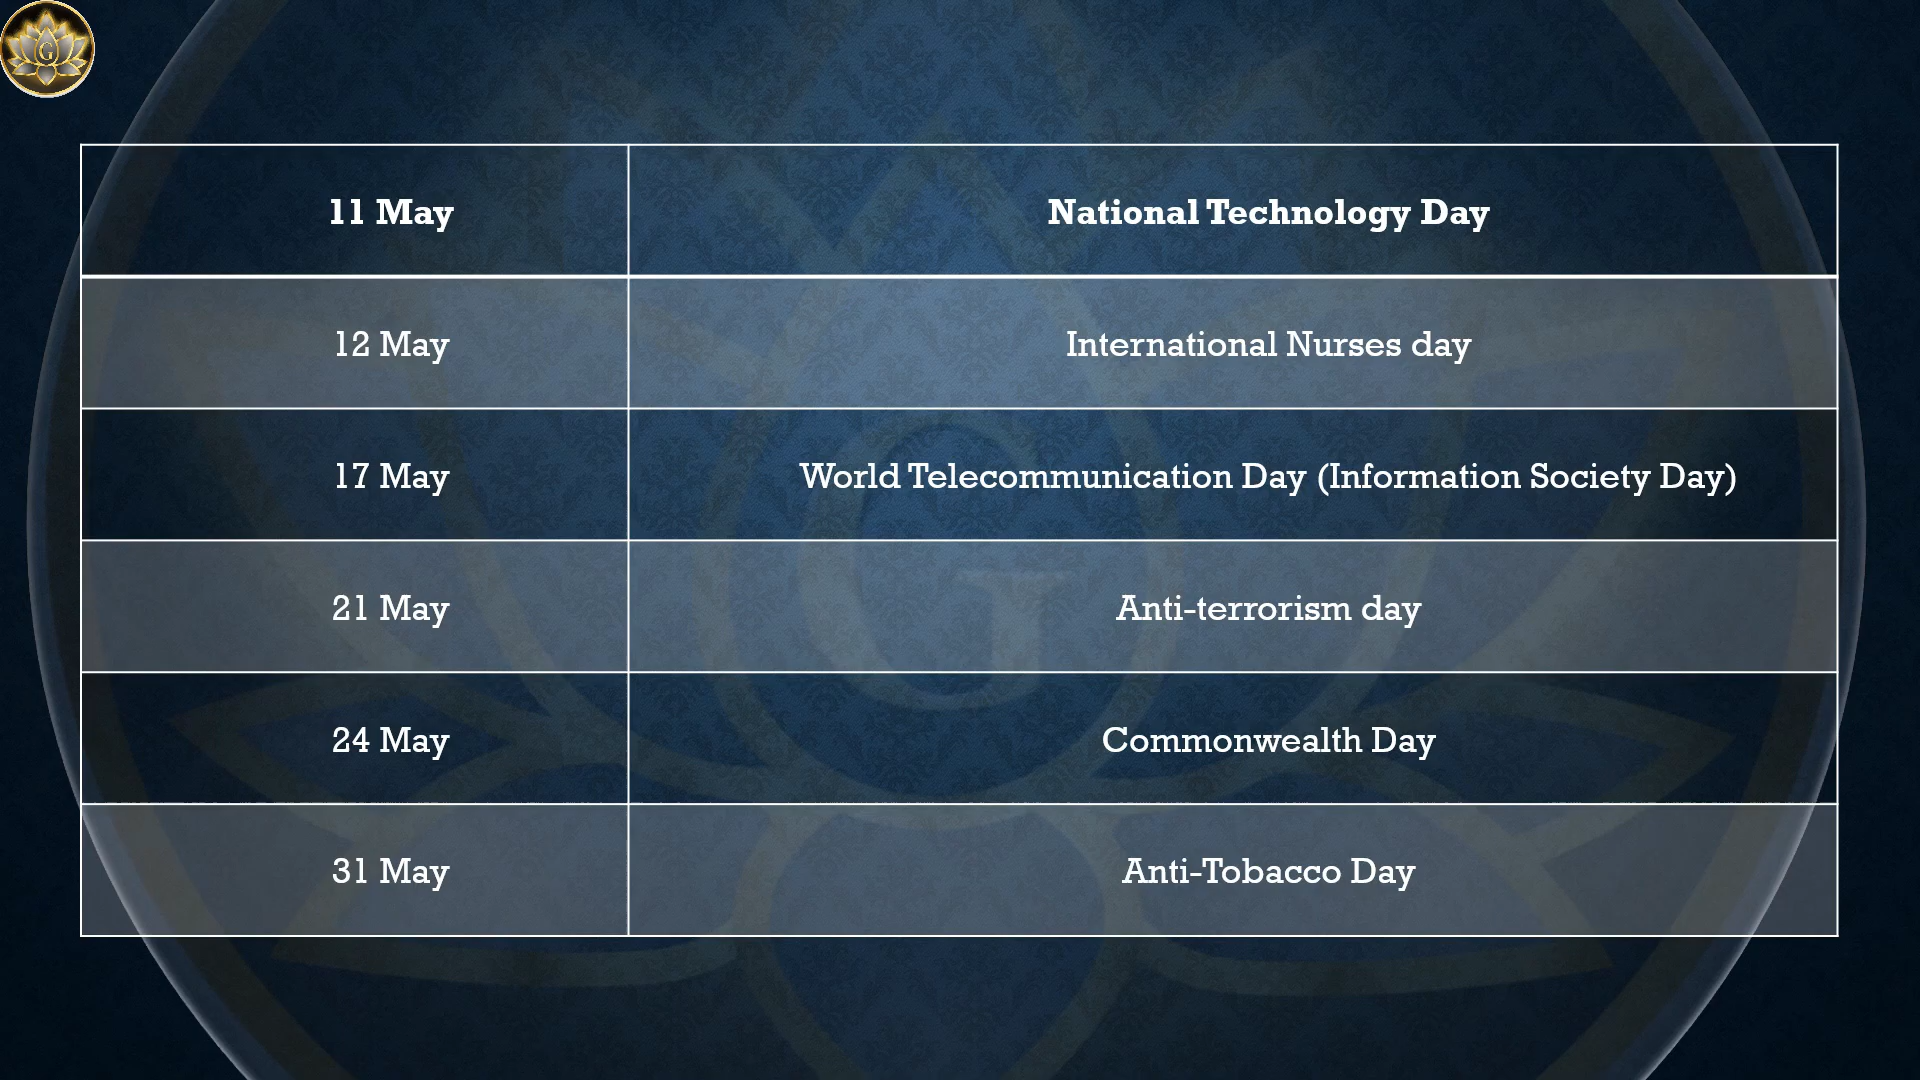 G
11 May National Technology Day
12 May International Nurses day
17 May World Telecommunication Day (Information Society Day)
21 May Anti-terrorism day
24 May Commonwealth Day
31 May Anti-Tobacco Day
G